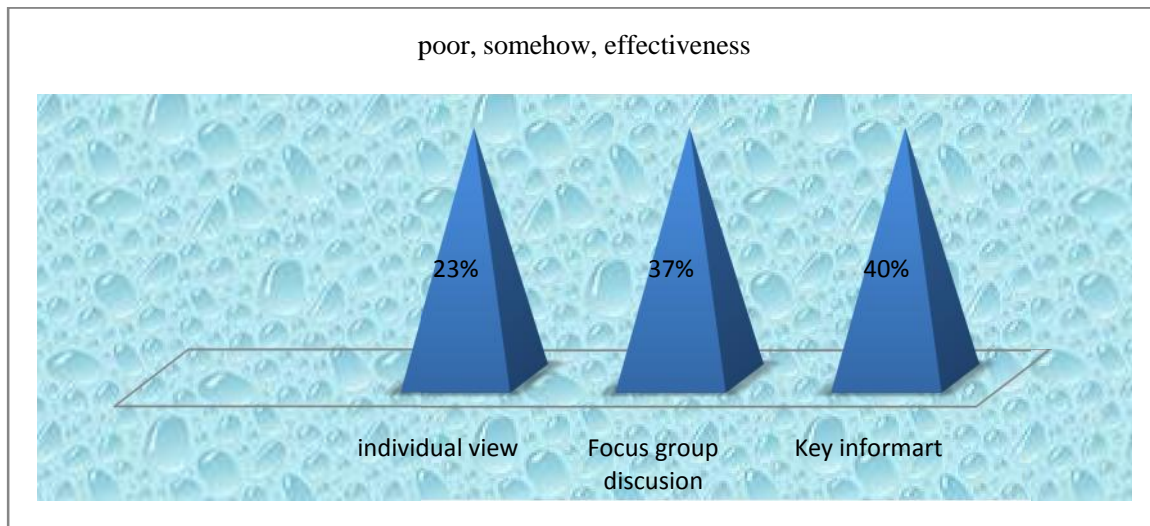 poor, somehow, effectiveness
23%
37%
40%
individual view
Focus group
discusion
Key informart